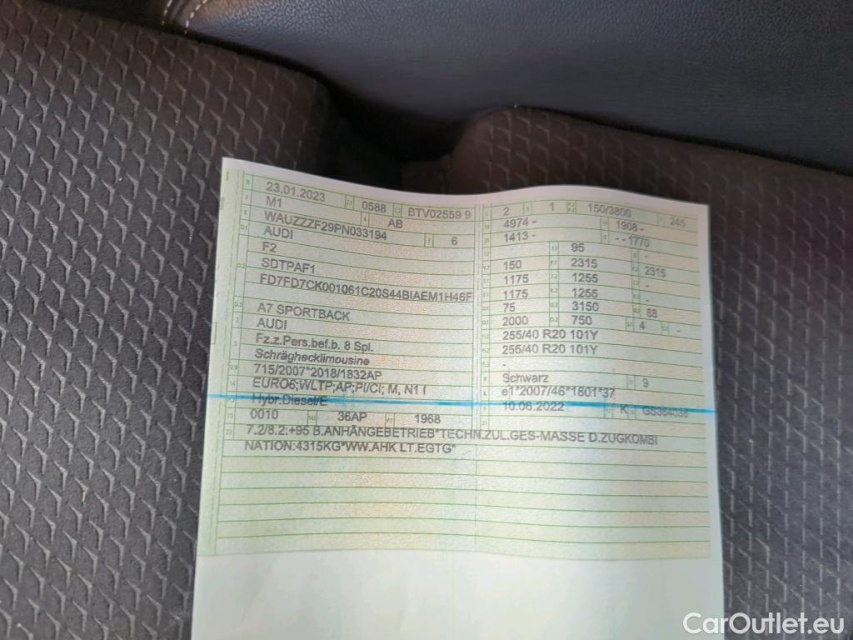 23.01.2023 0588 BTV02559 9
M1 AB
WAUZZZF29PN033194
AUDI 6
F2
SDTPAF1
FD7FD7CK001061C20S44BIAEM1H46F
A7 SPORTBACK
AUDI
Fz.z.Pers.bef.b. 8 Spl.
Schräghecklimousine
715/2007*2018/1832AP
EURO6;WLTP;AP;PI/CI; M, N1 I
Hybr.Diesel/E
0010 36AP 1968
2 1 150/3800 245
4974 - 1908 -
1413 - - - 1770
95 -
150 2315 2315
1175 1255 -
1175 1255 -
75 3150 88
2000 750 4 -
255/40 R20 101Y
255/40 R20 101Y
-
Schwarz 9
e1*2007/46*1801*37
10.06.2022 K
7.2/8.2.+95 B.ANHÄNGEBETRIEB*TECHN.ZUL.GES-MASSE D.ZUGKOMBI
NATION:4315KG*WW.AHK LT.EGTG*
CarOutlet.eu